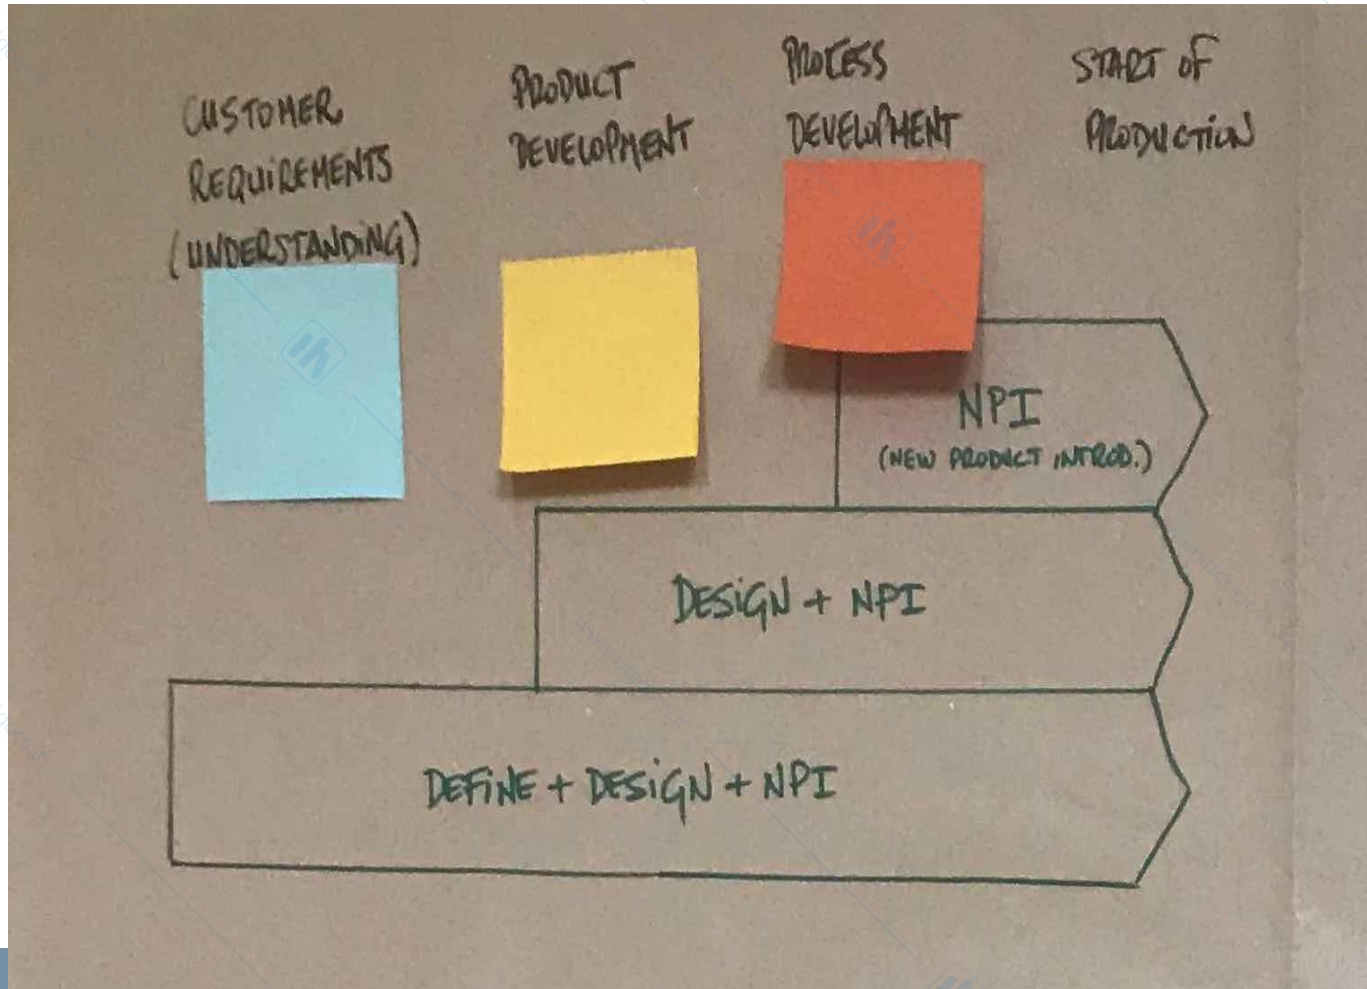 CUSTOMER
REQUIREMENTS
(UNDERSTANDING)
PRODUCT
DEVELOPMENT
PROCESS
DEVELOPMENT
START OF
PRODUCTION
NPI
(NEW PRODUCT INTROD.)
DESIGN + NPI
DEFINE + DESIGN + NPI